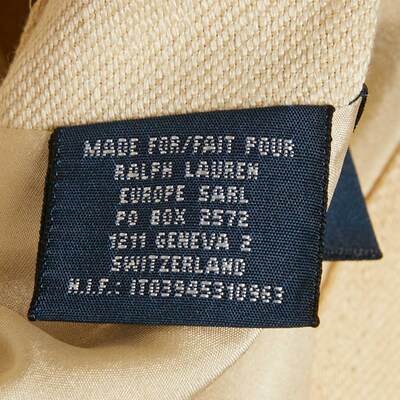 MADE FOR/FAIT POUR
RALPH LAUREN
EUROPE SARL
PO BOX 2572
1211 GENEVA 2
SWITZERLAND
N.I.F.: IT03945310963